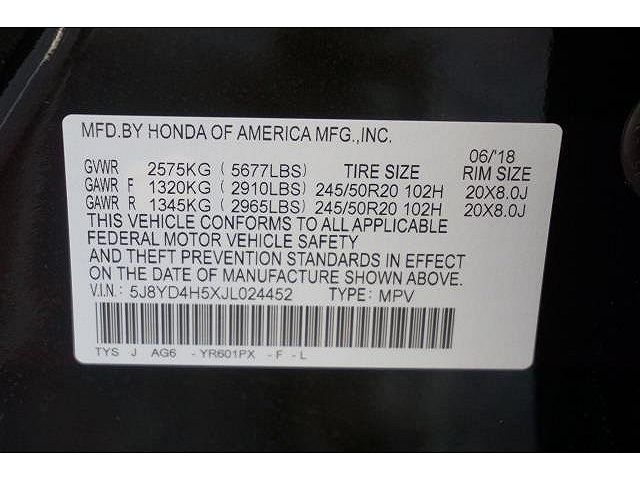 MFD.BY HONDA OF AMERICA MFG.,INC.
06/'18
GVWR 2575KG (5677LBS) TIRE SIZE RIM SIZE
GAWR F 1320KG (2910LBS) 245/50R20 102H 20X8.0J
GAWR R 1345KG (2965LBS) 245/50R20 102H 20X8.0J
THIS VEHICLE CONFORMS TO ALL APPLICABLE
FEDERAL MOTOR VEHICLE SAFETY
AND THEFT PREVENTION STANDARDS IN EFFECT
ON THE DATE OF MANUFACTURE SHOWN ABOVE.
V.I.N.: 5J8YD4H5XJL024452 TYPE: MPV
TYS J AG6 -YR601PX -F -L